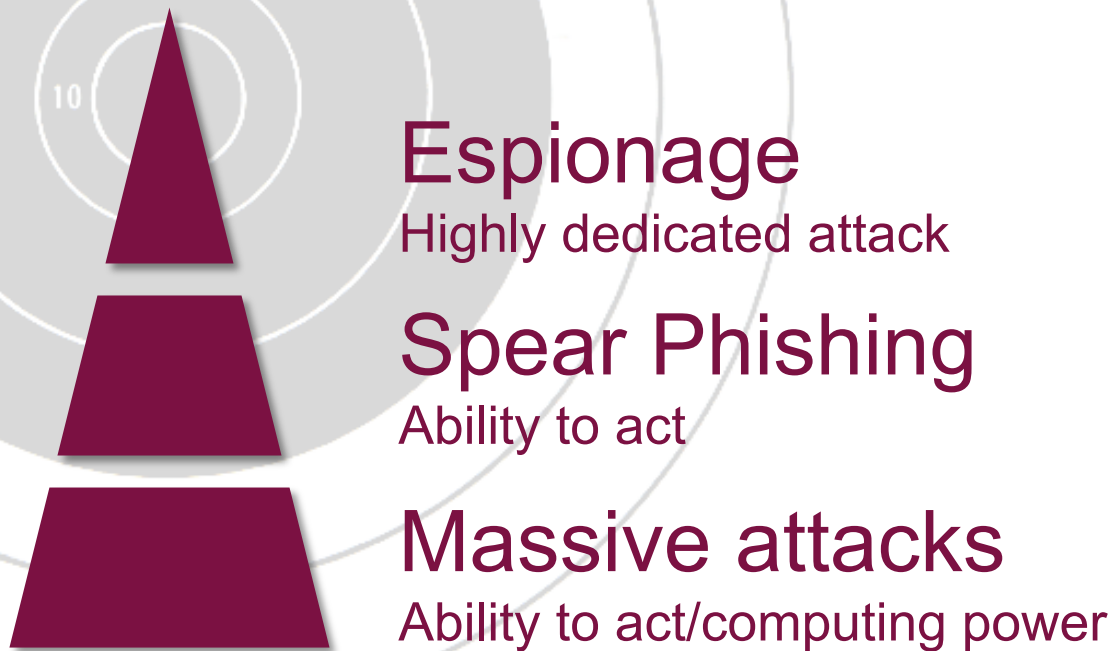 10
Espionage
Highly dedicated attack
Spear Phishing
Ability to act
Massive attacks
Ability to act/computing power